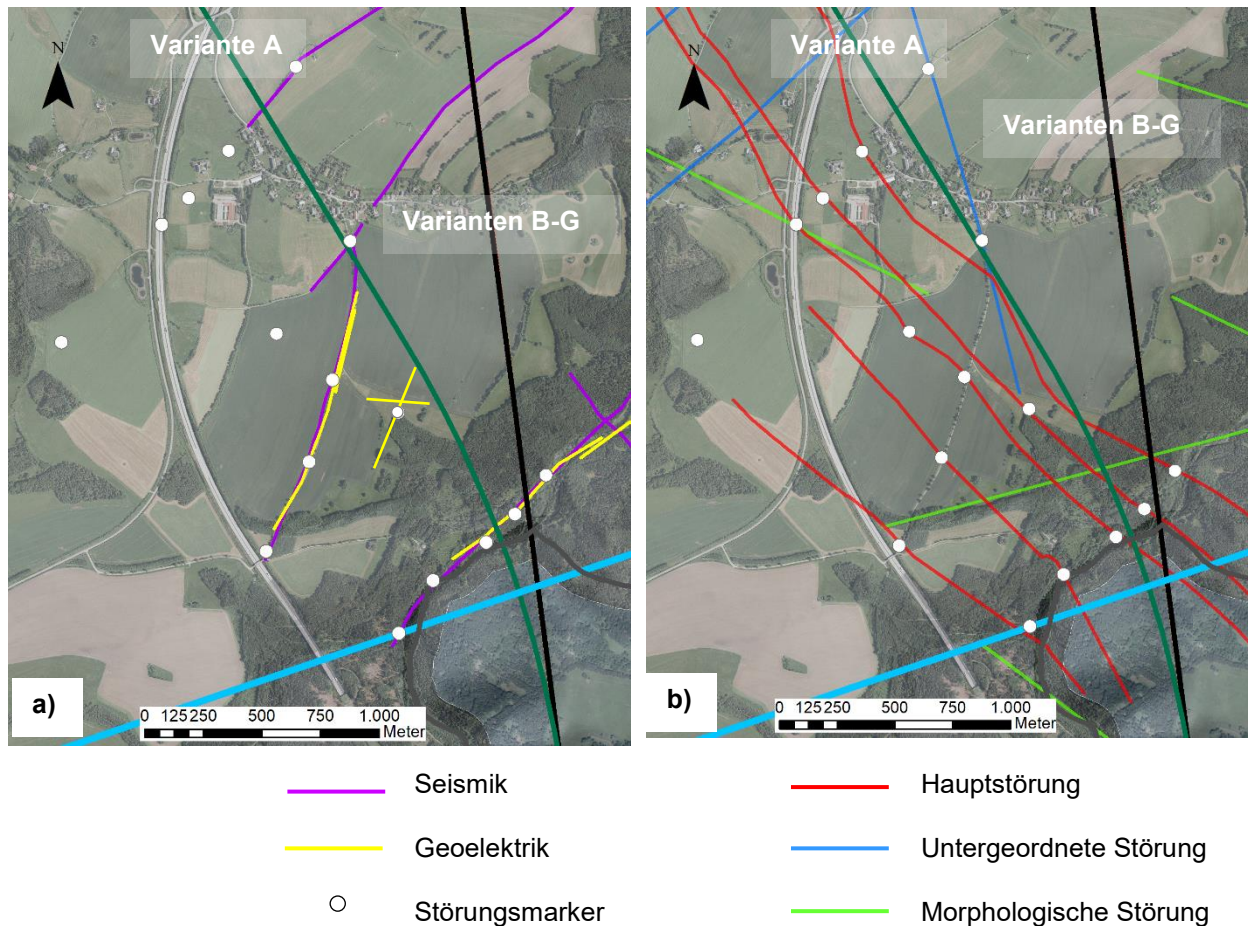 Variante A
N
Varianten B-G
a)
0 125 250 500 750 1.000
Meter
Variante A
N
Varianten B-G
b)
0 125 250 500 750 1.000
Meter
Seismik
Geoelektrik
Störungsmarker
Hauptstörung
Untergeordnete Störung
Morphologische Störung